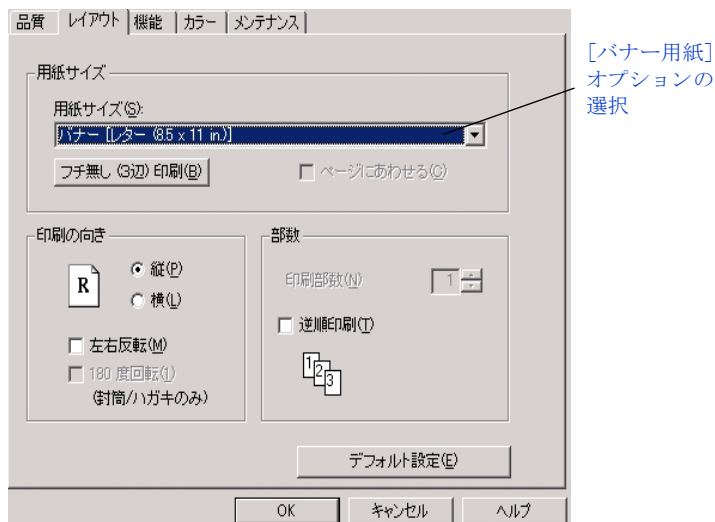 品質 レイアウト 機能 カラー メンテナンス
[バナー用紙]
オプションの
選択
用紙サイズ
用紙サイズ(S):
バナー [レター (8.5 x 11 in.)]
フチ無し (3辺) 印刷(B) ページにあわせる(C)
印刷の向き
R
縦(P)
横(L)
左右反転(M)
180 度回転(1)
(封筒/ハガキのみ)
部数
印刷部数(N) 1
逆順印刷(T)
1
2
3
デフォルト設定(E)
OK キャンセル ヘルプ